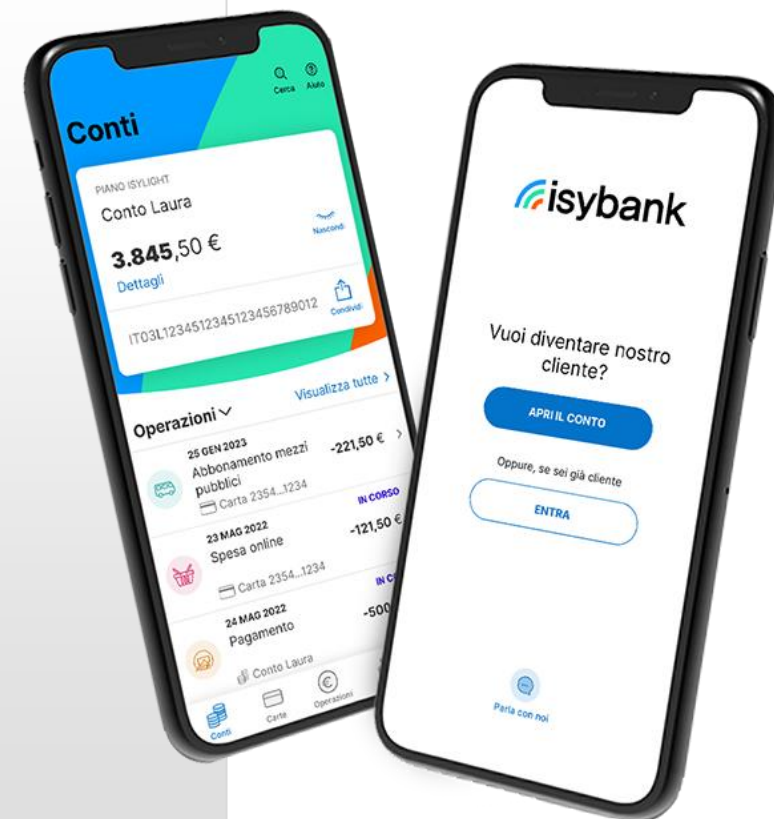 Cerca
Aiuto
Conti
PIANO ISYLIGHT
Conto Laura
3.845,50 €
Nascondi
Dettagli
IT03L1234512345123456789012
Condividi
Operazioni
Visualizza tutte >
25 GEN 2023
Abbonamento mezzi
pubblici
-221,50 € >
Carta 2354...1234
IN CORSO
23 MAG 2022
Spesa online
-121,50 €
Carta 2354...1234
24 MAG 2022
Pagamento
-500
Conto Laura
Conti
Carte
Operazioni
isybank
Vuoi diventare nostro
cliente?
APRI IL CONTO
Oppure, se sei già cliente
ENTRA
Parla con noi